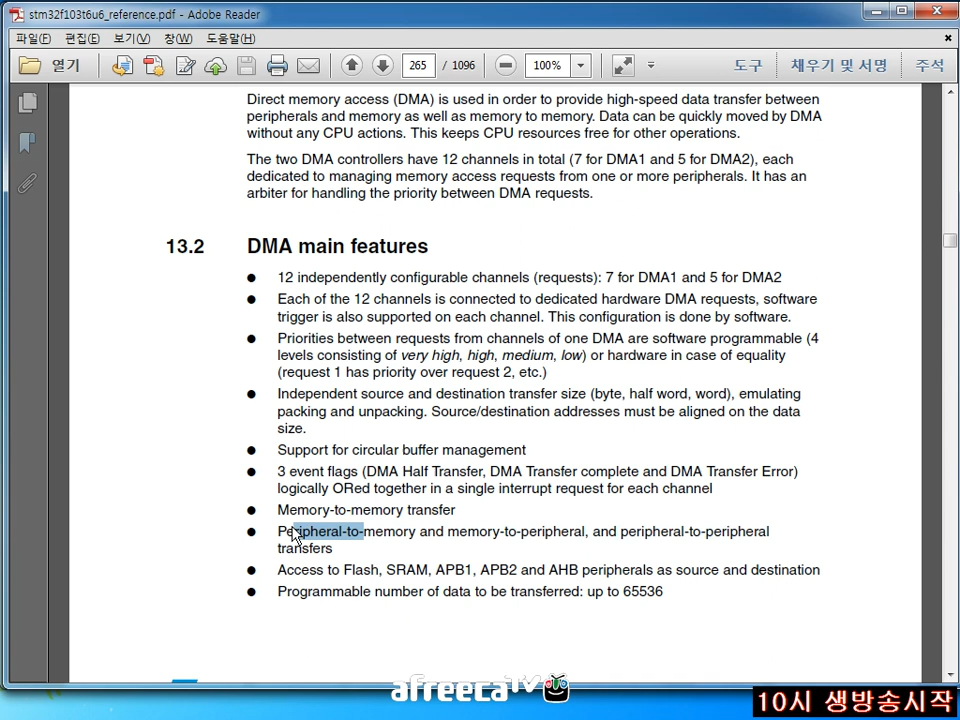 stm32f103t6u6_reference.pdf - Adobe Reader
파일(F) 편집(E) 보기(V) 창(W) 도움말(H)
열기 265 / 1096 100% 도구 채우기 및 서명 주석
Direct memory access (DMA) is used in order to provide high-speed data transfer between
peripherals and memory as well as memory to memory. Data can be quickly moved by DMA
without any CPU actions. This keeps CPU resources free for other operations.
The two DMA controllers have 12 channels in total (7 for DMA1 and 5 for DMA2), each
dedicated to managing memory access requests from one or more peripherals. It has an
arbiter for handling the priority between DMA requests.
13.2 DMA main features
● 12 independently configurable channels (requests): 7 for DMA1 and 5 for DMA2
● Each of the 12 channels is connected to dedicated hardware DMA requests, software
trigger is also supported on each channel. This configuration is done by software.
● Priorities between requests from channels of one DMA are software programmable (4
levels consisting of very high, high, medium, low) or hardware in case of equality
(request 1 has priority over request 2, etc.)
● Independent source and destination transfer size (byte, half word, word), emulating
packing and unpacking. Source/destination addresses must be aligned on the data
size.
● Support for circular buffer management
● 3 event flags (DMA Half Transfer, DMA Transfer complete and DMA Transfer Error)
logically ORed together in a single interrupt request for each channel
● Memory-to-memory transfer
● Peripheral-to-memory and memory-to-peripheral, and peripheral-to-peripheral
transfers
● Access to Flash, SRAM, APB1, APB2 and AHB peripherals as source and destination
● Programmable number of data to be transferred: up to 65536
afreecaTV
10시 생방송시작